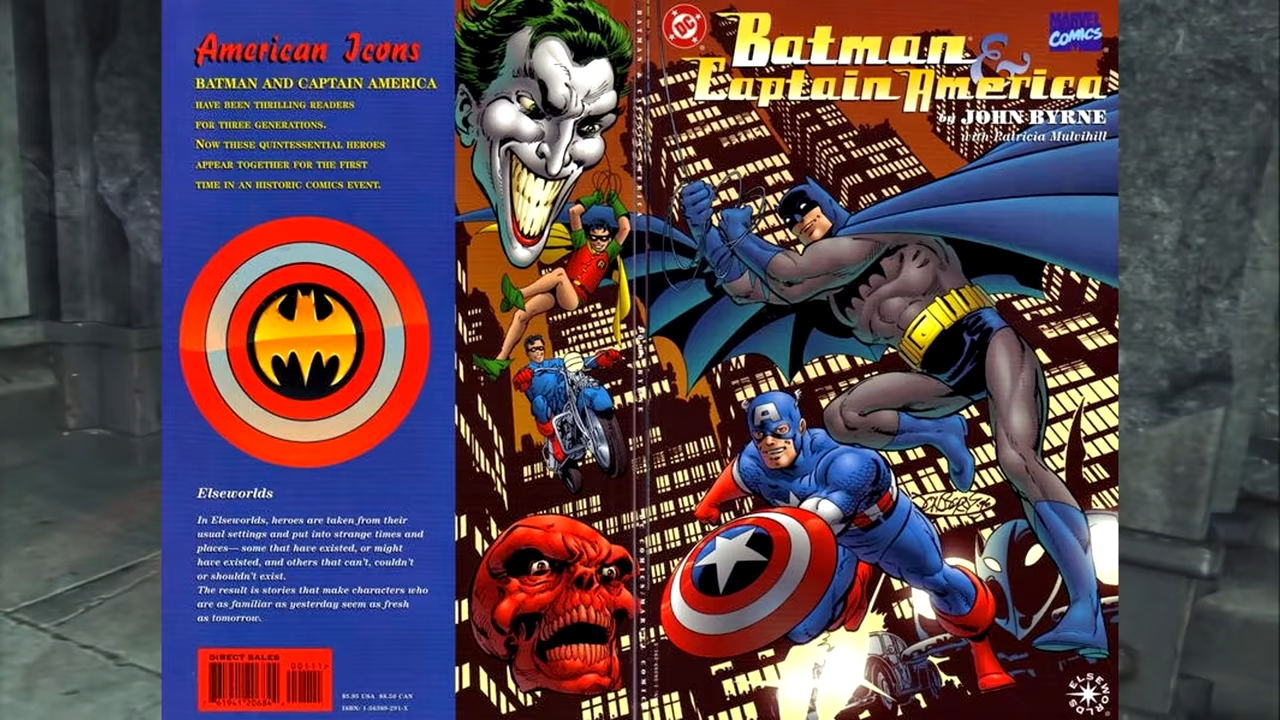 American Icons
BATMAN AND CAPTAIN AMERICA
HAVE BEEN THRILLING READERS
FOR THREE GENERATIONS.
NOW THESE QUINTESSENTIAL HEROES
APPEAR TOGETHER FOR THE FIRST
TIME IN AN HISTORIC COMICS EVENT.
Elseworlds
In Elseworlds, heroes are taken from their
usual settings and put into strange times and
places— some that have existed, or might
have existed, and others that can't, couldn't
or shouldn't exist.
The result is stories that make characters who
are as familiar as yesterday seem as fresh
as tomorrow.
DIRECT SALES
00111>
$5.95 USA $8.50 CAN
ISBN: 1-56389-291-X
DC
Batman &
Captain America
MARVEL
COMICS
by JOHN BYRNE
with Patricia Mulvihill
R
A
ELSEWORLDS